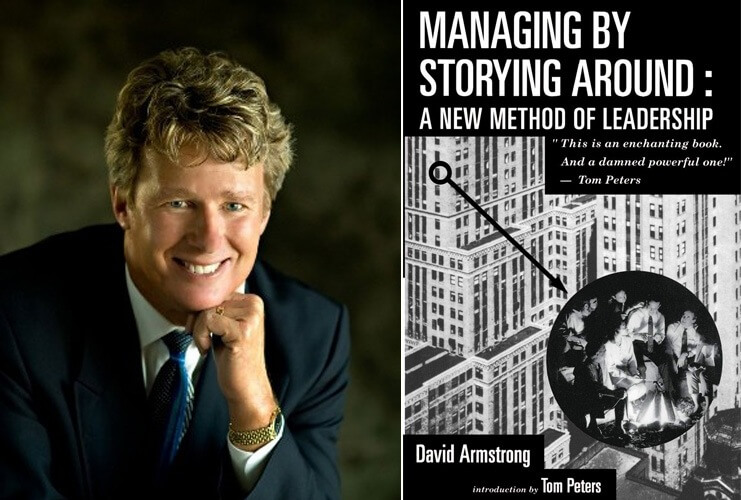 MANAGING BY
STORYING AROUND :
A NEW METHOD OF LEADERSHIP
"This is an enchanting book.
And a damned powerful one!"
— Tom Peters
David Armstrong
introduction by Tom Peters